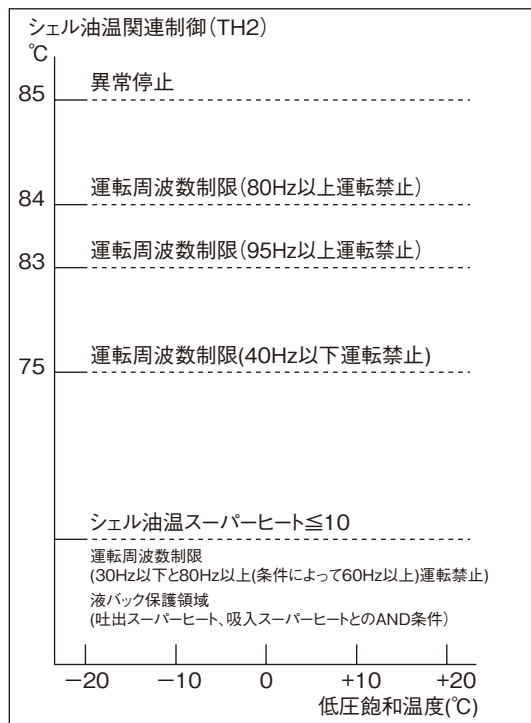 シェル油温関連制御(TH2)
℃
85
異常停止
運転周波数制限(80Hz以上運転禁止)
84
運転周波数制限(95Hz以上運転禁止)
83
運転周波数制限(40Hz以下運転禁止)
75
シェル油温スーパーヒート≦10
運転周波数制限
(30Hz以下と80Hz以上(条件によって60Hz以上)運転禁止)
液バック保護領域
(吐出スーパーヒート、吸入スーパーヒートとのAND条件)
−20 −10 0 +10 +20
低圧飽和温度(℃)